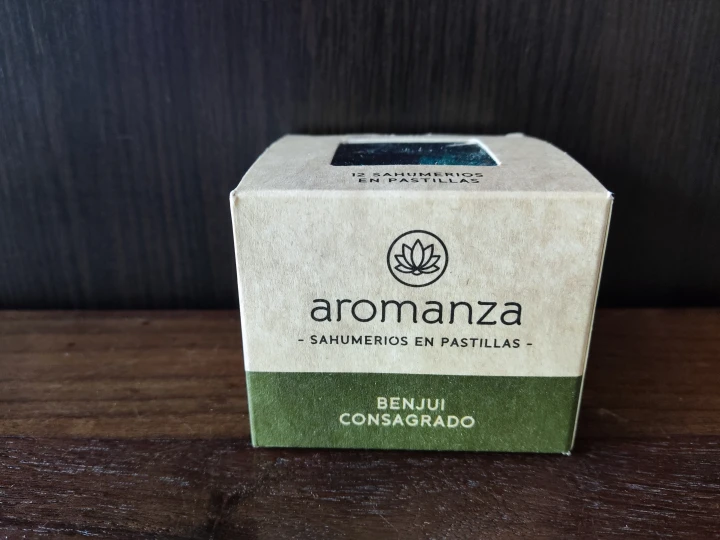 12 SAHUMERIOS
EN PASTILLAS
aromanza
- SAHUMERIOS EN PASTILLAS -
BENJUI
CONSAGRADO